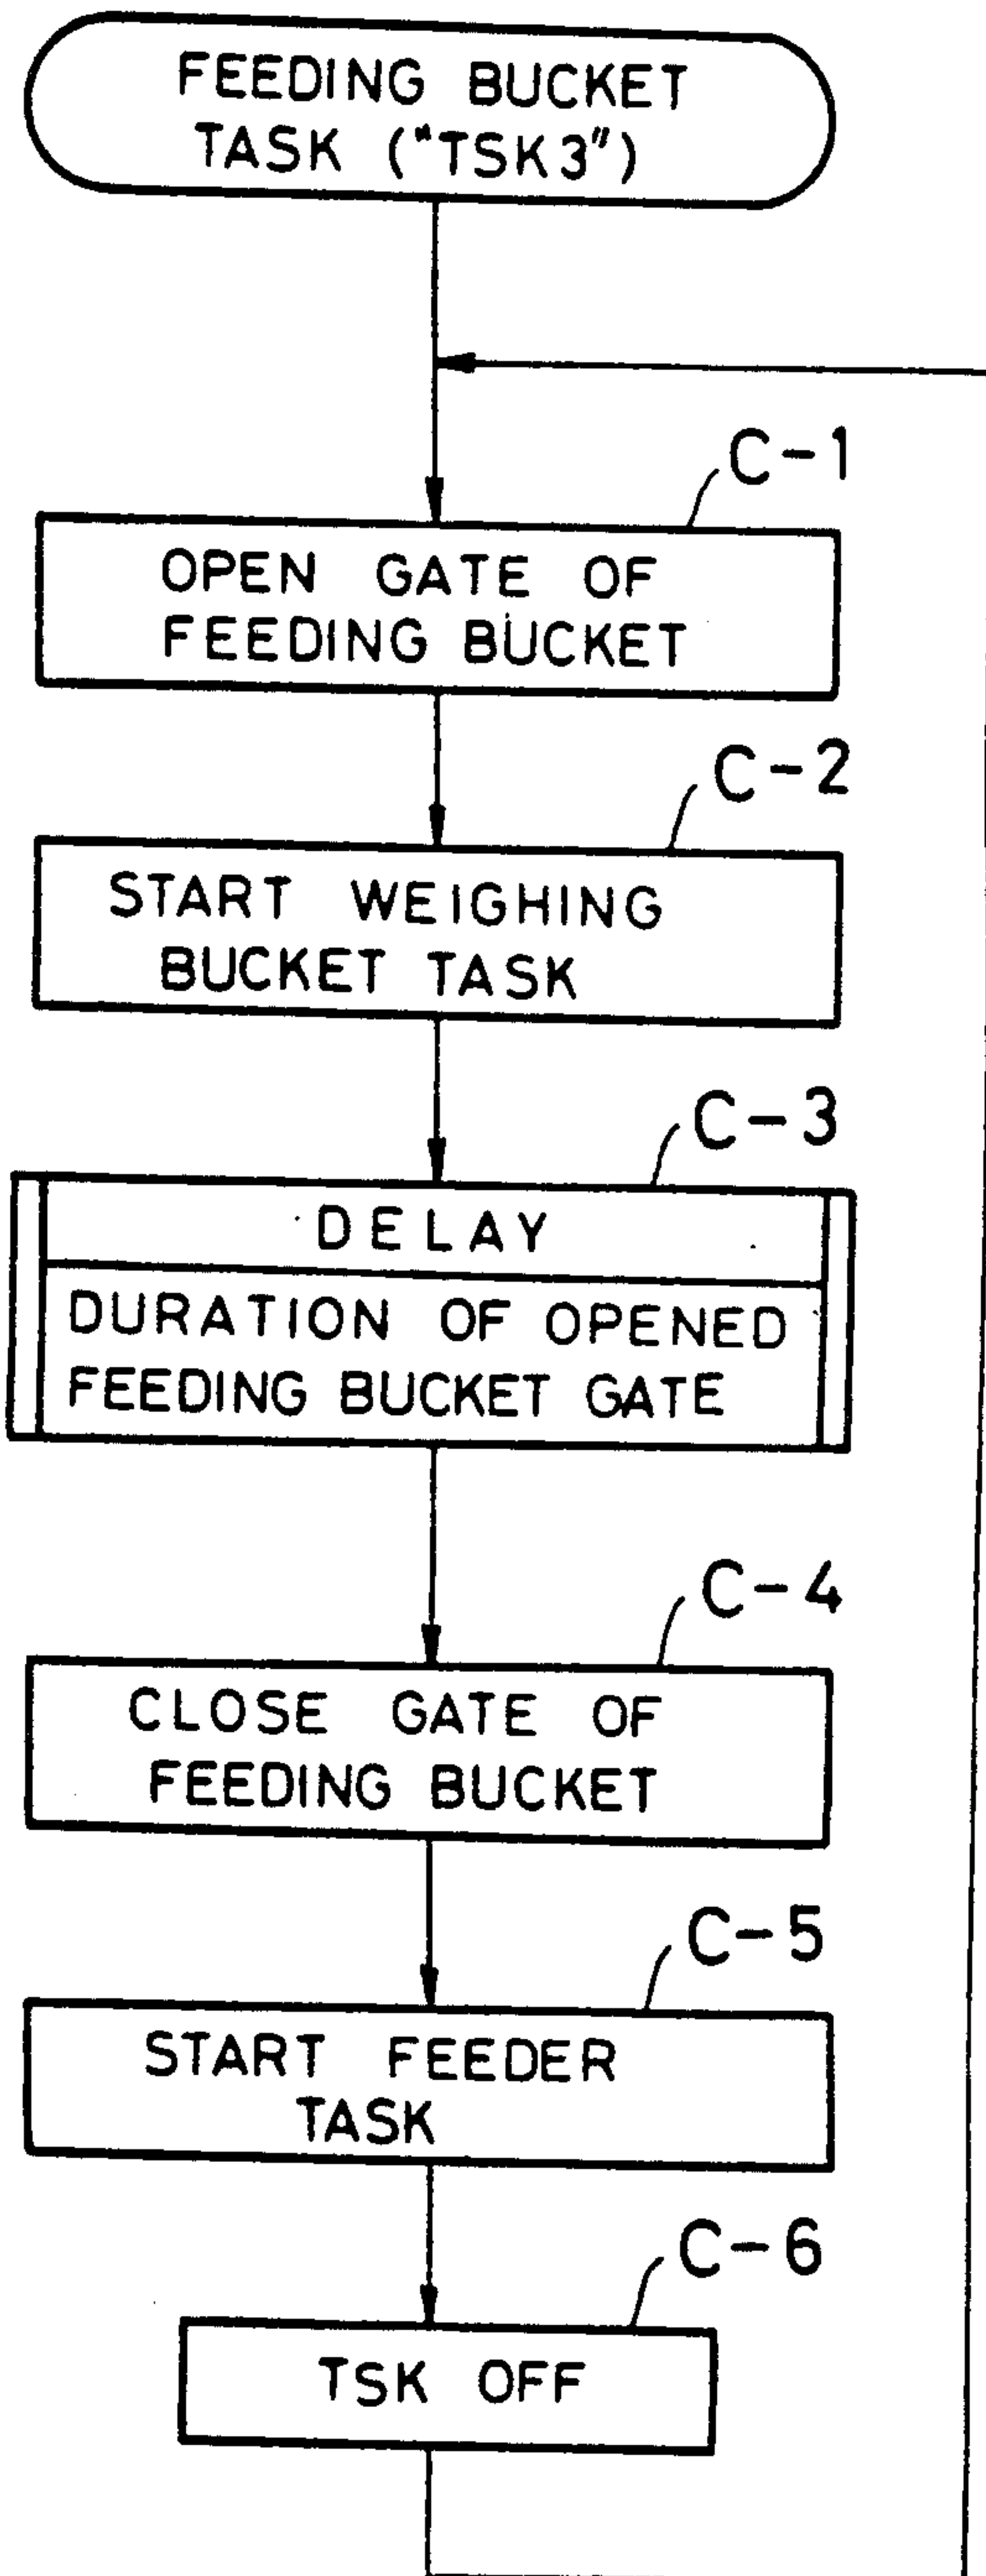 FEEDING BUCKET
TASK ("TSK3")
C-1
OPEN GATE OF
FEEDING BUCKET
C-2
START WEIGHING
BUCKET TASK
C-3
DELAY
DURATION OF OPENED
FEEDING BUCKET GATE
C-4
CLOSE GATE OF
FEEDING BUCKET
C-5
START FEEDER
TASK
C-6
TSK OFF